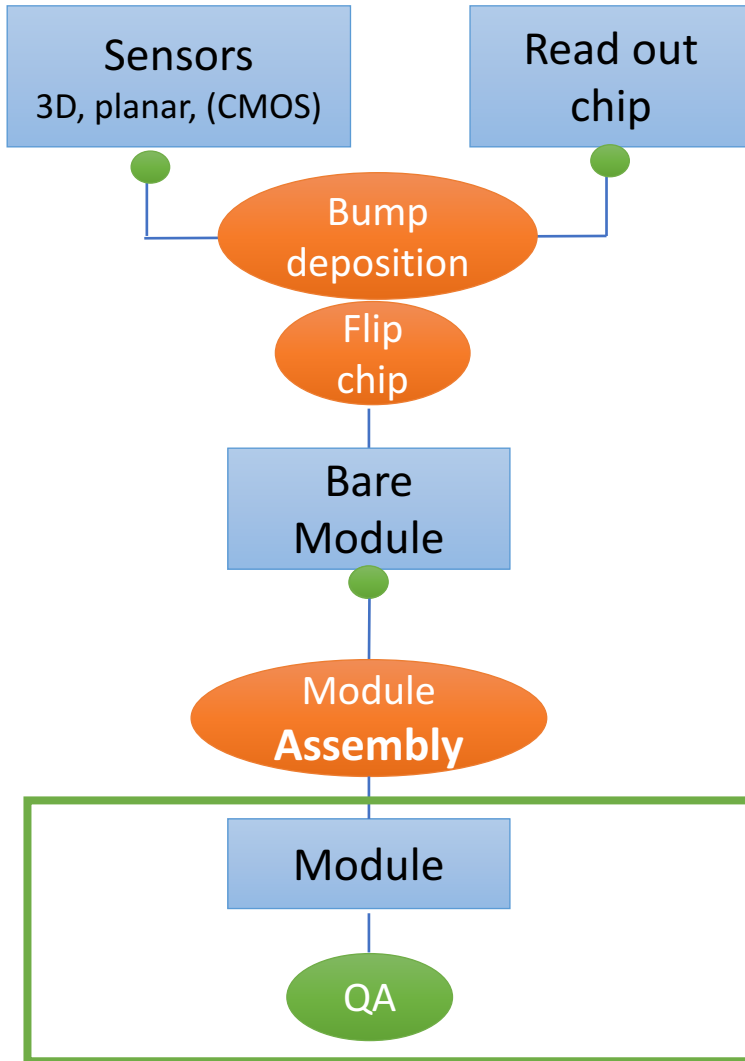 Sensors
3D, planar, (CMOS)
Read out
chip
Bump
deposition
Flip
chip
Bare
Module
Module
Assembly
Module
QA